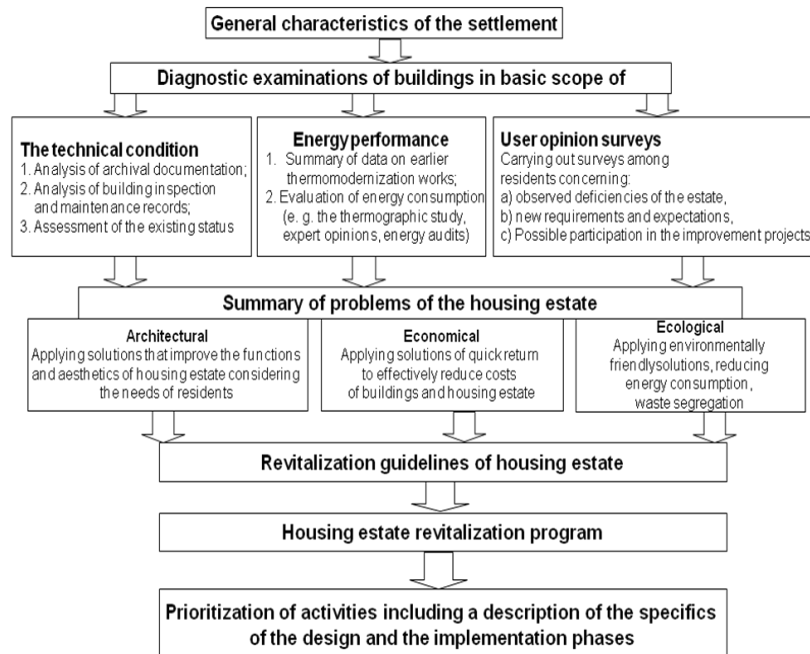 General characteristics of the settlement
Diagnostic examinations of buildings in basic scope of
The technical condition
1. Analysis of archival documentation;
2. Analysis of building inspection
and maintenance records;
3. Assessment of the existing status
Energy performance
1. Summary of data on earlier
thermomodernization works;
2. Evaluation of energy consumption
(e. g. the thermographic study,
expert opinions, energy audits)
User opinion surveys
Carrying out surveys among
residents concerning:
a) observed deficiencies of the estate,
b) new requirements and expectations,
c) Possible participation in the improvement projects
Summary of problems of the housing estate
Architectural
Applying solutions that improve the functions
and aesthetics of housing estate considering
the needs of residents
Economical
Applying solutions of quick return
to effectively reduce costs
of buildings and housing estate
Ecological
Applying environmentally
friendlysolutions, reducing
energy consumption,
waste segregation
Revitalization guidelines of housing estate
Housing estate revitalization program
Prioritization of activities including a description of the specifics
of the design and the implementation phases